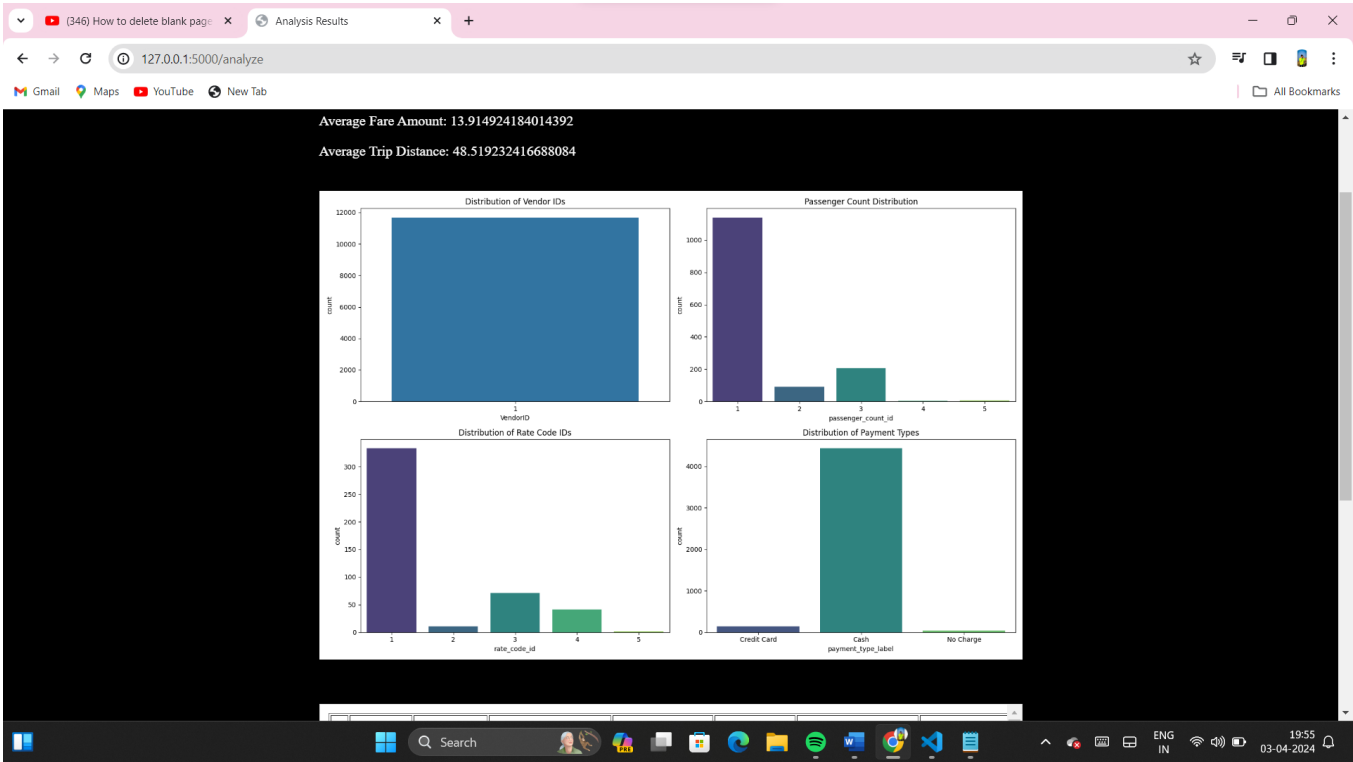 (346) How to delete blank page
Analysis Results
127.0.0.1:5000/analyze
Gmail
Maps
YouTube
New Tab
All Bookmarks
Average Fare Amount: 13.914924184014392
Average Trip Distance: 48.519232416688084
Distribution of Vendor IDs
12000
10000
8000
6000
4000
2000
0
count
1
VendorID
Passenger Count Distribution
1000
800
600
400
200
0
count
1 2 3 4 5
passenger_count_id
Distribution of Rate Code IDs
300
250
200
150
100
50
0
count
1 2 3 4 5
rate_code_id
Distribution of Payment Types
4000
3000
2000
1000
0
count
Credit Card Cash No Charge
payment_type_label
Search
PRE
ENG
IN
19:55
03-04-2024